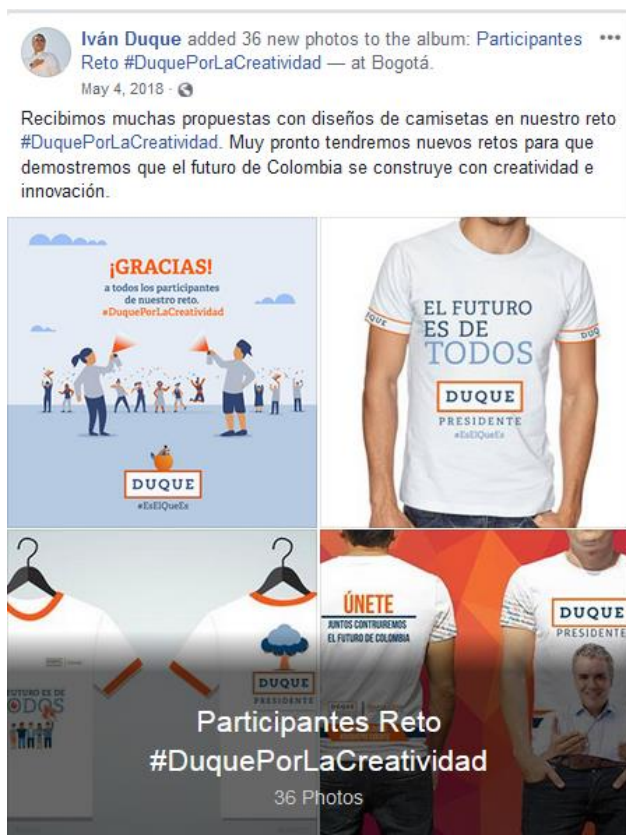 Iván Duque added 36 new photos to the album: Participantes
Reto #DuquePorLaCreatividad — at Bogotá.
May 4, 2018 ·
Recibimos muchas propuestas con diseños de camisetas en nuestro reto
#DuquePorLaCreatividad. Muy pronto tendremos nuevos retos para que
demostremos que el futuro de Colombia se construye con creatividad e
innovación.
¡GRACIAS!
a todos los participantes
de nuestro reto.
#DuquePorLaCreatividad
DUQUE
#EsElQueEs
EL FUTURO
ES DE
TODOS
DUQUE
PRESIDENTE
#EsElQueEs
DUQUE
PRESIDENTE
ÚNETE
JUNTOS CONTRUIREMOS
EL FUTURO DE COLOMBIA
DUQUE
PRESIDENTE
Participantes Reto
#DuquePorLaCreatividad
36 Photos